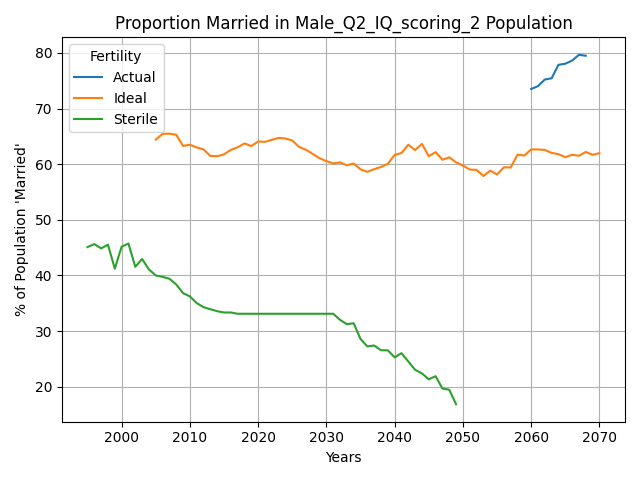 Proportion Married in Male_Q2_IQ_scoring_2 Population
% of Population 'Married'
80
70
60
50
40
30
20
Fertility
Actual
Ideal
Sterile
2000 2010 2020 2030 2040 2050 2060 2070
Years